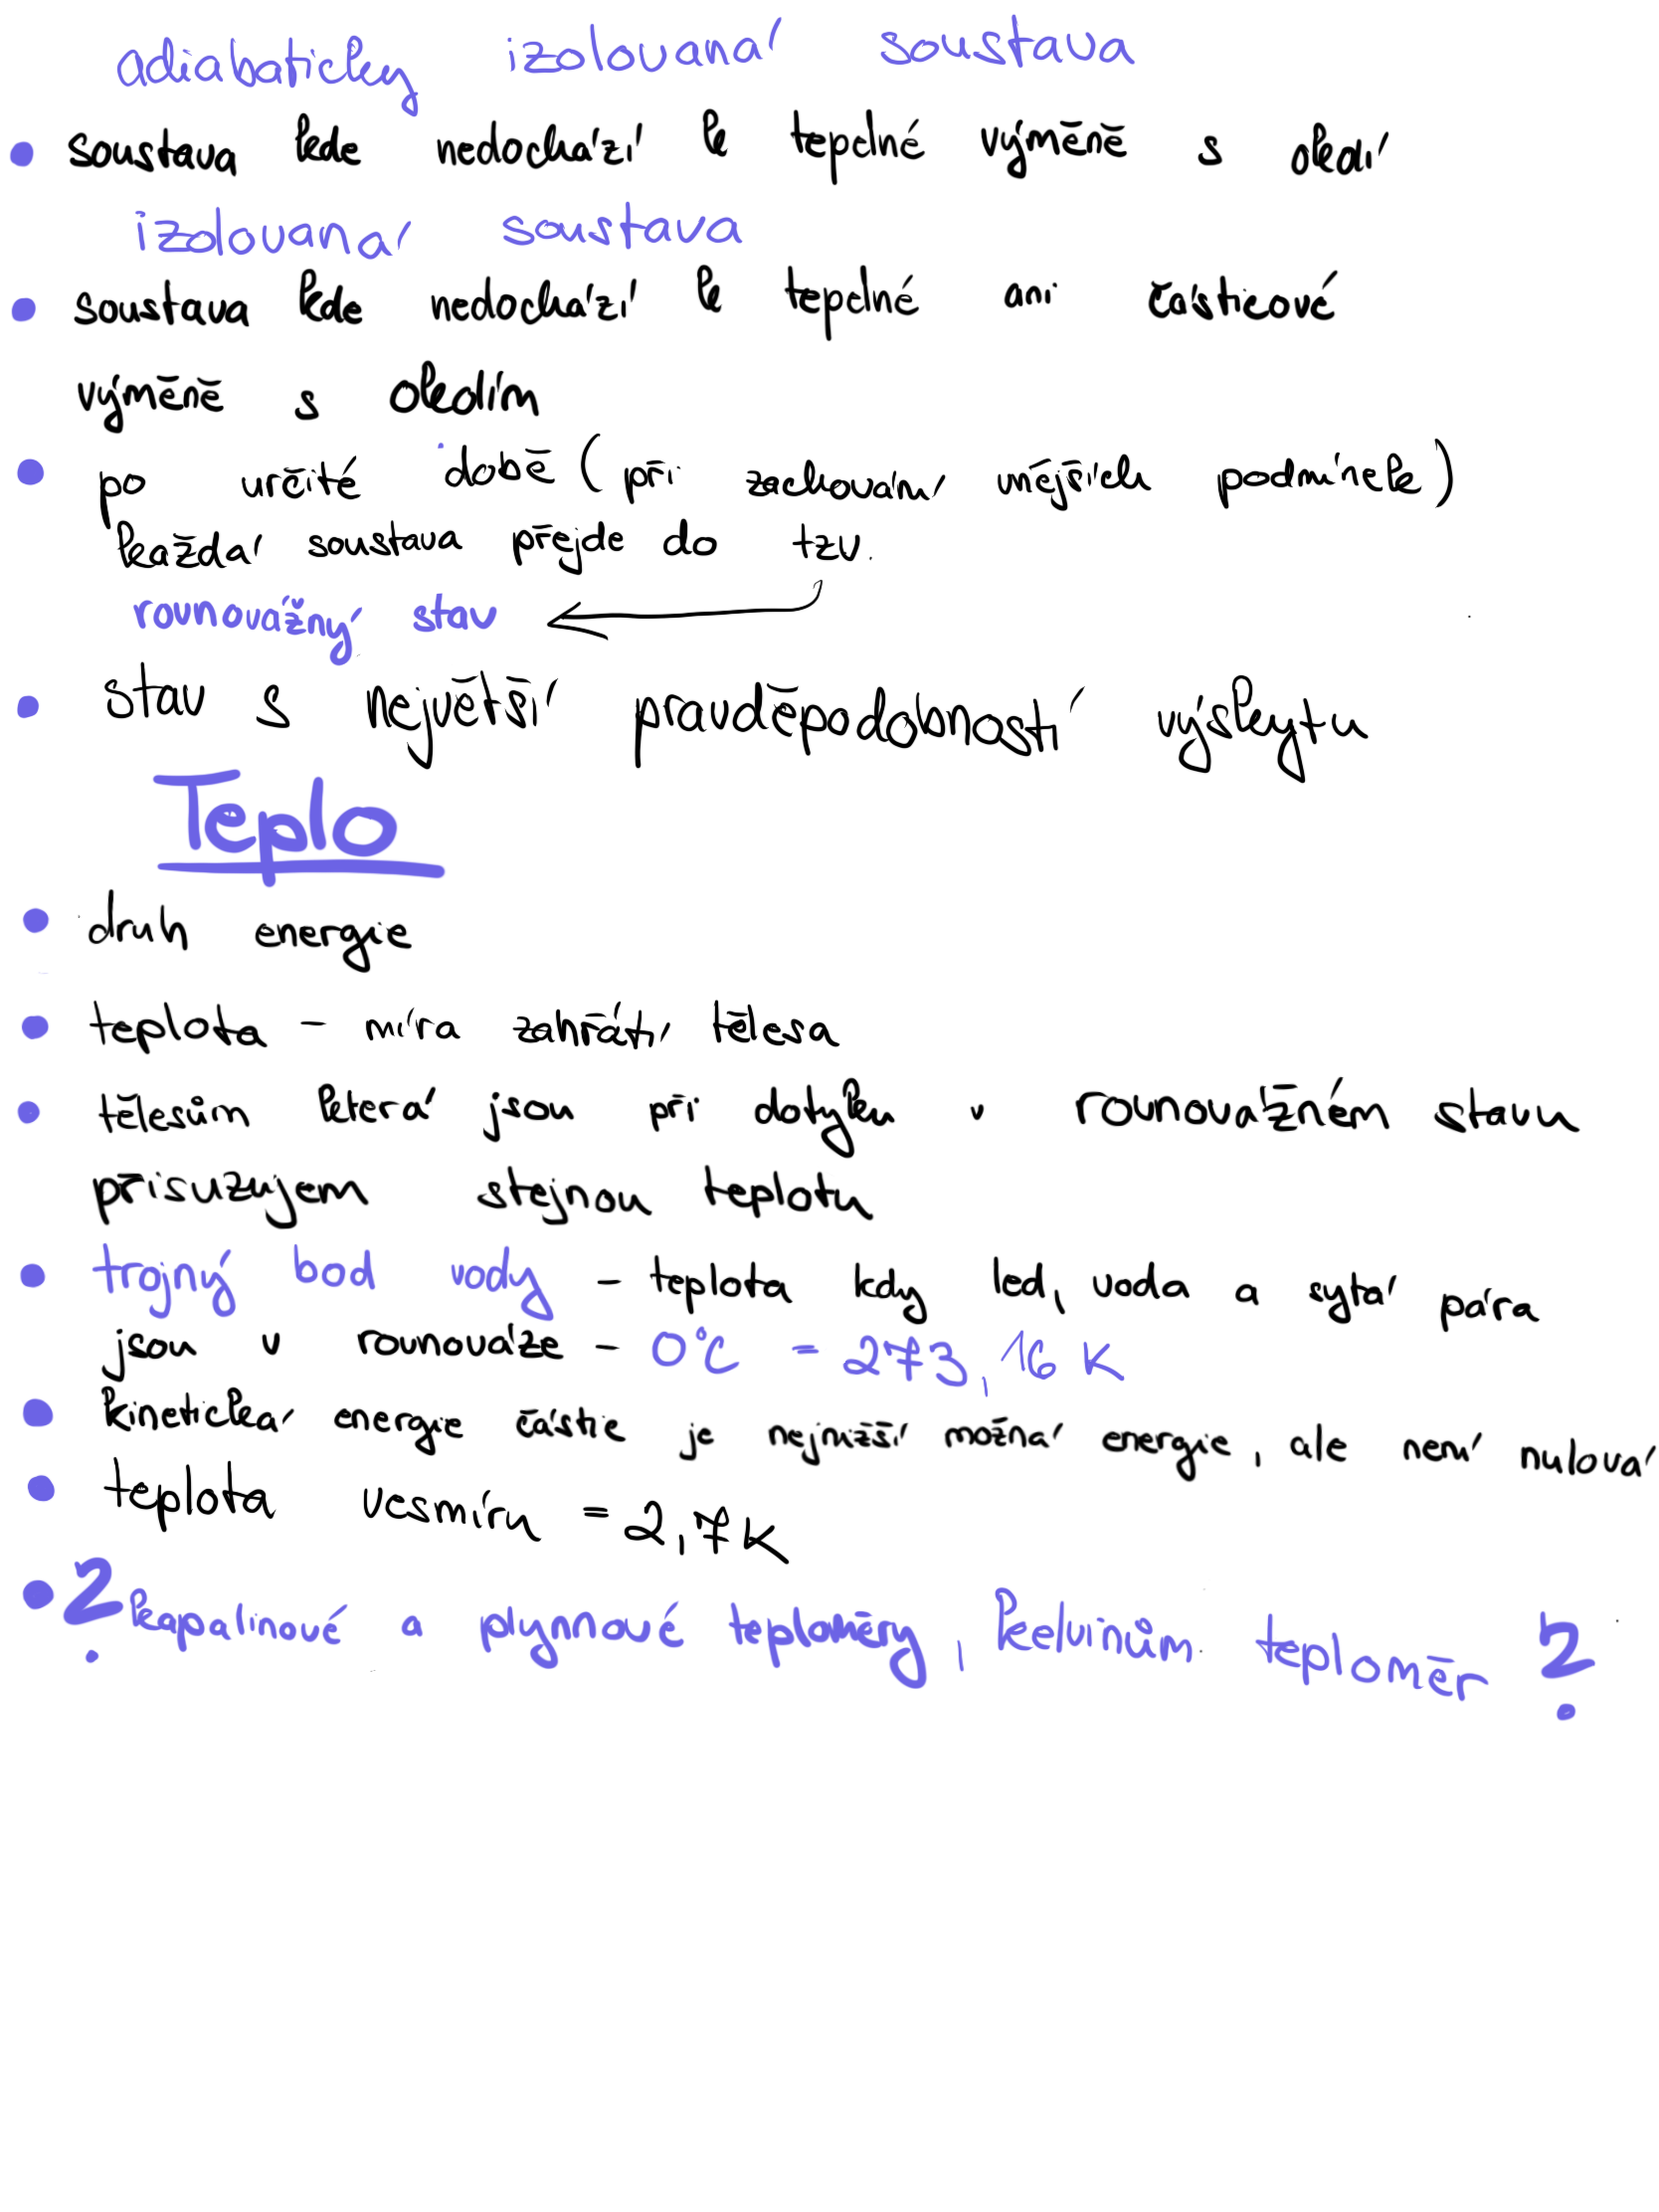 adiabaticky izolovaná soustava
• soustava kde nedochází k tepelné výměně s okolí
izolovaná soustava
• soustava kde nedochází k tepelné ani částicové
výměně s okolím
• po určité době (při zachování vnějších podmínek)
každá soustava přejde do tzv.
rovnovážný stav
• stav s největší pravděpodobností výskytu
Teplo
• druh energie
• teplota - míra zahřátí tělesa
• tělesům která jsou při dotyku v rovnovážném stavu
přisuzujem stejnou teplotu
• trojný bod vody - teplota kdy led, voda a sytá pára
jsou v rovnováze - 0°C = 273,16 K
• kinetická energie částic je nejnižší možná energie, ale není nulová
• teplota vesmíru = 2,7K
• ? kapalinové a plynnové teploměry, kelvinům teploměr ?